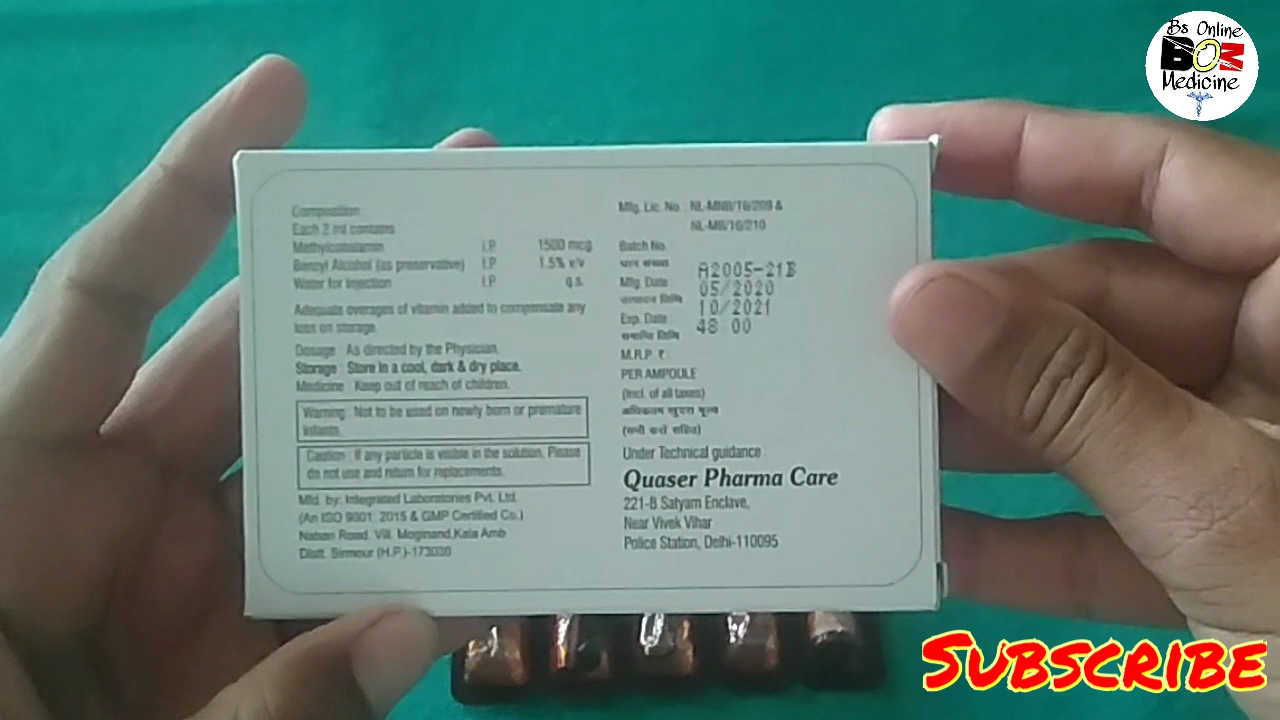 Bs Online
BOZ
Medicine
Composition
Each 2 ml contains
Methylcobalamin I.P. 1500 mcg
Benzyl Alcohol (as preservative) I.P. 1.5% v/v
Water for Injection I.P. q.s.
Adequate overages of vitamin added to compensate any
loss on storage.
Dosage : As directed by the Physician.
Storage : Store in a cool, dark & dry place.
Medicine : Keep out of reach of children.
Warning : Not to be used on newly born or premature
infants.
Caution : If any particle is visible in the solution. Please
do not use and return for replacements.
Mfd. by: Integrated Laboratories Pvt. Ltd.
(An ISO 9001: 2015 & GMP Certified Co.)
Nahan Road. Vill. Moginand, Kala Amb
Distt. Sirmour (H.P.)-173030
Mfg. Lic. No. : NL-MNB/16/209 &
NL-MB/16/210
Batch No.
घान संख्या A2005-21B
Mfg. Date 05/2020
उत्पादन तिथि 10/2021
Exp. Date 48 00
समाप्ति तिथि
M.R.P. ₹
PER AMPOULE
(Incl. of all taxes)
अधिकतम खुदरा मूल्य
(सभी करों सहित)
Under Technical guidance
Quaser Pharma Care
221-B Satyam Enclave,
Near Vivek Vihar
Police Station, Delhi-110095
SUBSCRIBE